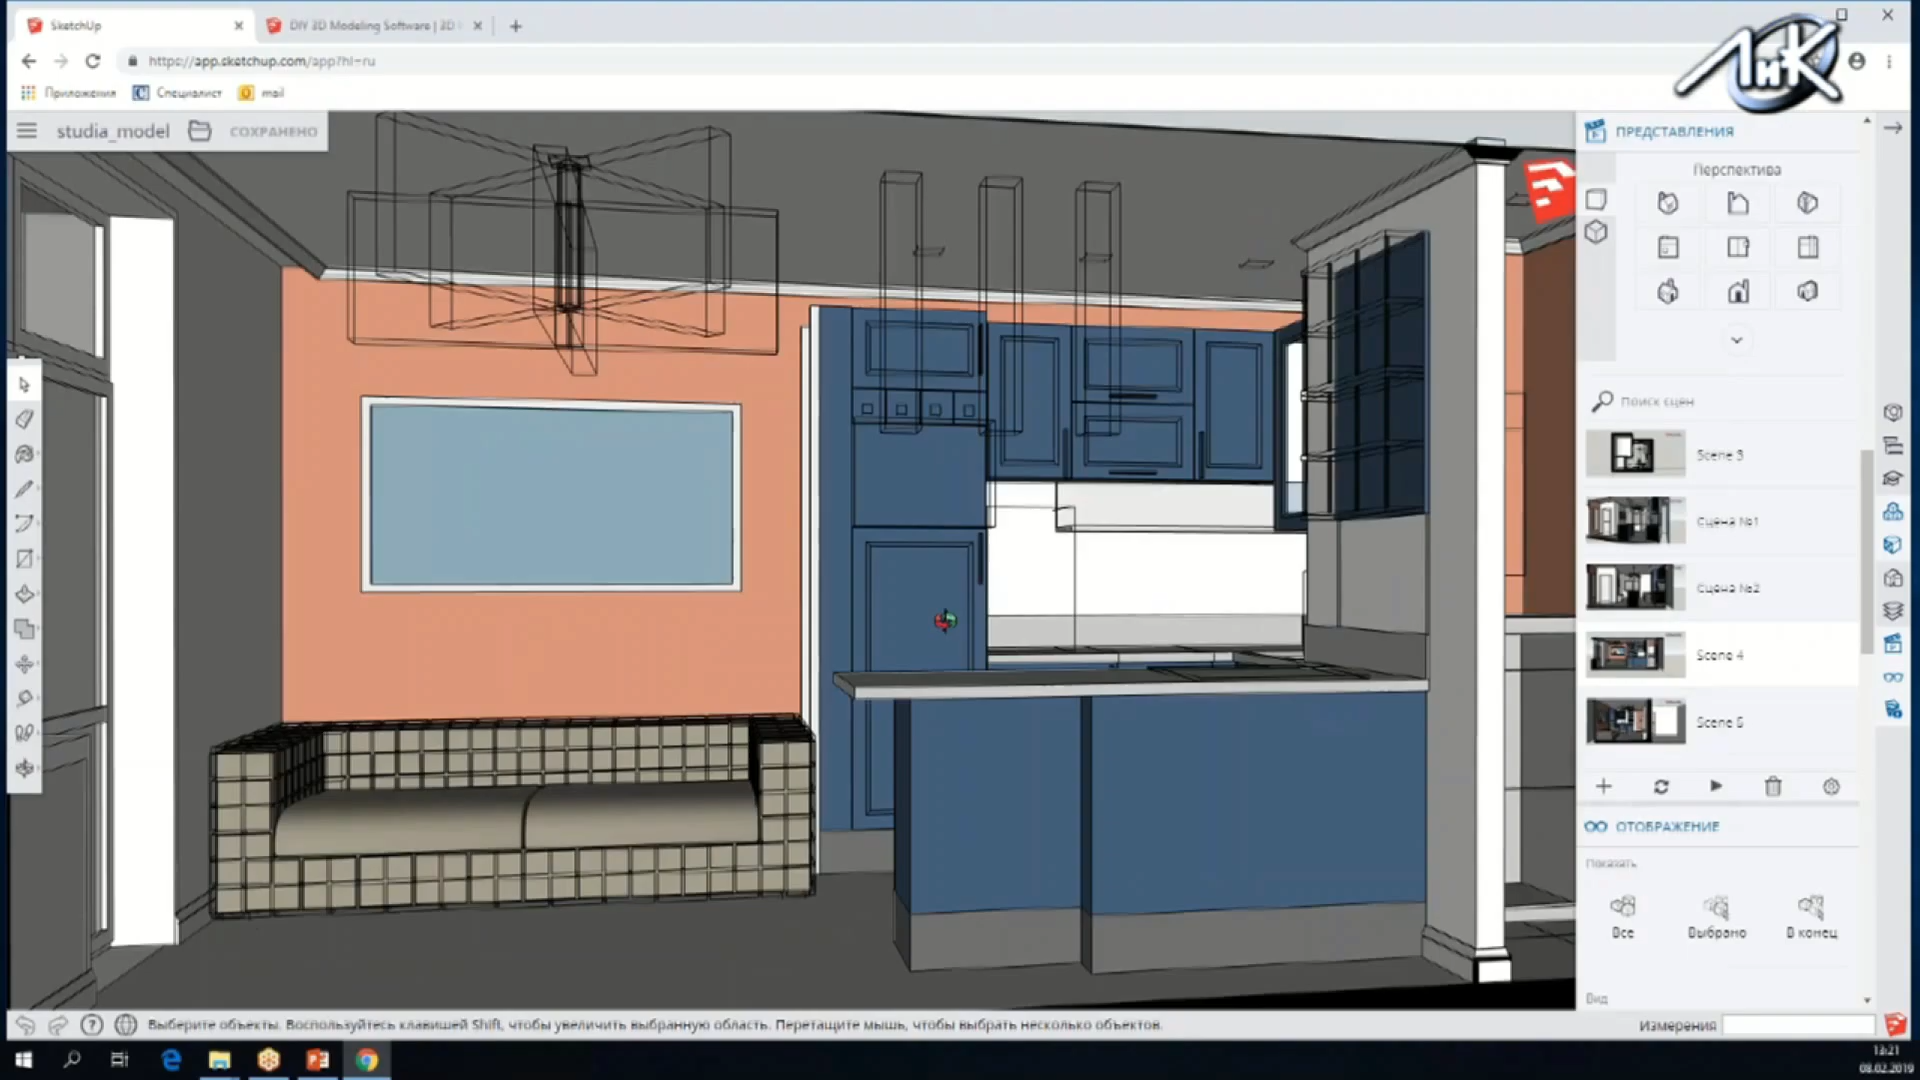 SketchUp
DIY 3D Modeling Software | 3D
https://app.sketchup.com/app?hl=ru
Приложения
Специалист
mail
ЛиК
studia_model
СОХРАНЕНО
ПРЕДСТАВЛЕНИЯ
Перспектива
Поиск сцен
Scene 3
Сцена №1
Сцена №2
Scene 4
Scene 5
ОТОБРАЖЕНИЕ
Показать
Все
Выбрано
В конец
Вид
Выберите объекты. Воспользуйтесь клавишей Shift, чтобы увеличить выбранную область. Перетащите мышь, чтобы выбрать несколько объектов.
Измерения
13:21
08.02.2019